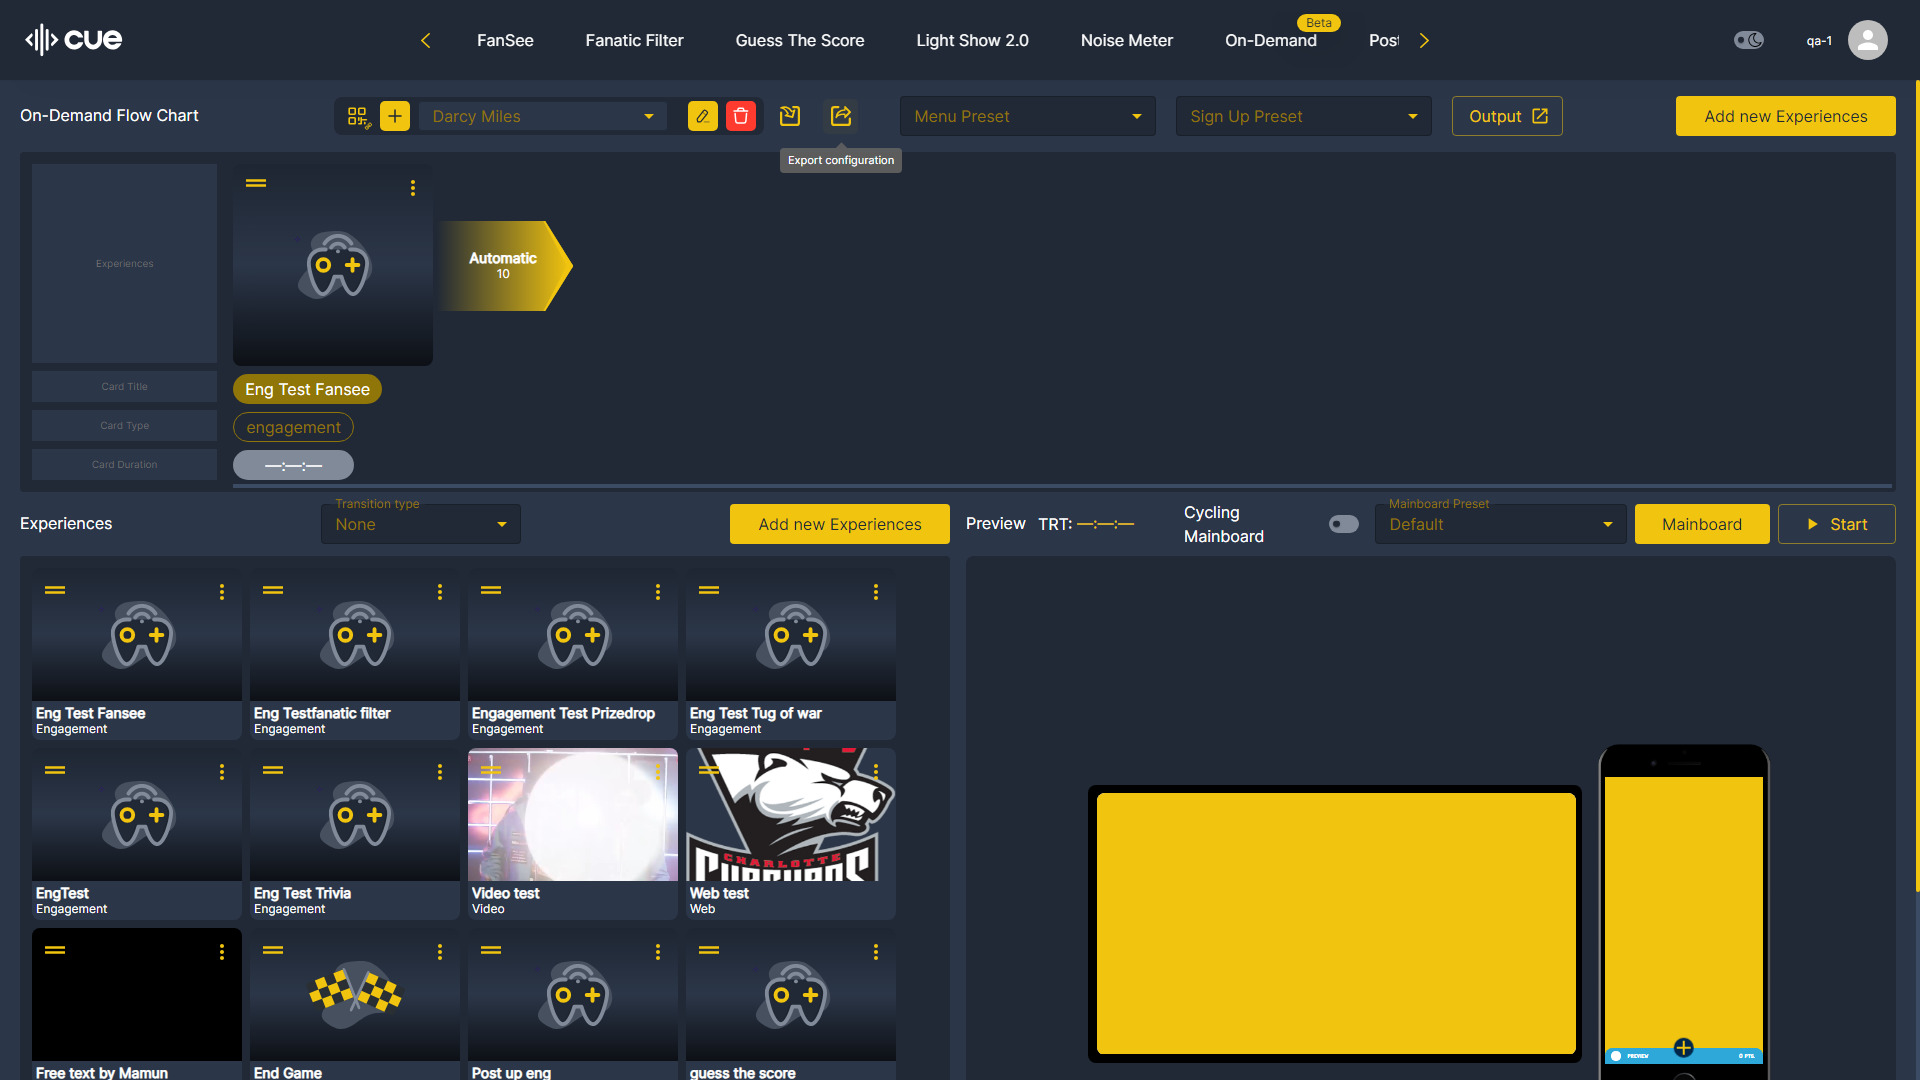 cue
FanSee
Fanatic Filter
Guess The Score
Light Show 2.0
Noise Meter
On-Demand
Beta
Post
qa-1
On-Demand Flow Chart
Darcy Miles
Menu Preset
Sign Up Preset
Output
Add new Experiences
Export configuration
Experiences
Automatic
10
Card Title
Eng Test Fansee
Card Type
engagement
Card Duration
—:—:—
Experiences
Transition type
None
Add new Experiences
Preview
TRT: —:—:—
Cycling
Mainboard
Mainboard Preset
Default
Mainboard
Start
Eng Test Fansee
Engagement
Eng Testfanatic filter
Engagement
Engagement Test Prizedrop
Engagement
Eng Test Tug of war
Engagement
EngTest
Engagement
Eng Test Trivia
Engagement
Video test
Video
CHARLOTTE
Web test
Web
Free text by Mamun
End Game
Post up eng
guess the score
PREVIEW
0 PTS.